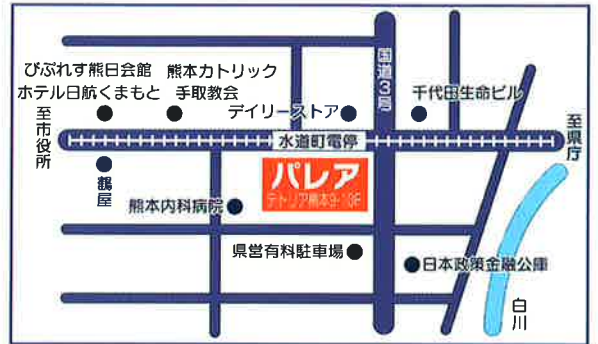 びぷれす熊日会館
ホテル日航くまもと
熊本カトリック
手取教会
国道3号
デイリーストア
千代田生命ビル
至市役所
至県庁
水道町電停
鶴屋
パレア
テトリア熊本9・10F
熊本内科病院
県営有料駐車場
日本政策金融公庫
白川